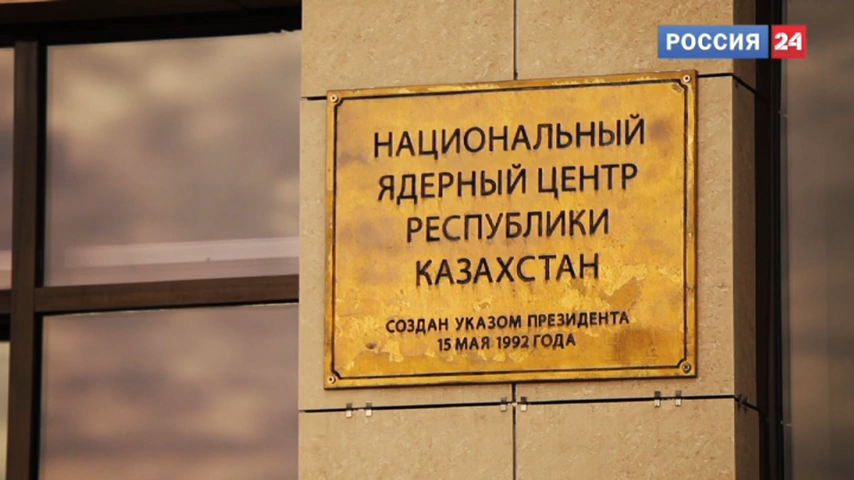 РОССИЯ 24
НАЦИОНАЛЬНЫЙ
ЯДЕРНЫЙ ЦЕНТР
РЕСПУБЛИКИ
КАЗАХСТАН
СОЗДАН УКАЗОМ ПРЕЗИДЕНТА
15 МАЯ 1992 ГОДА